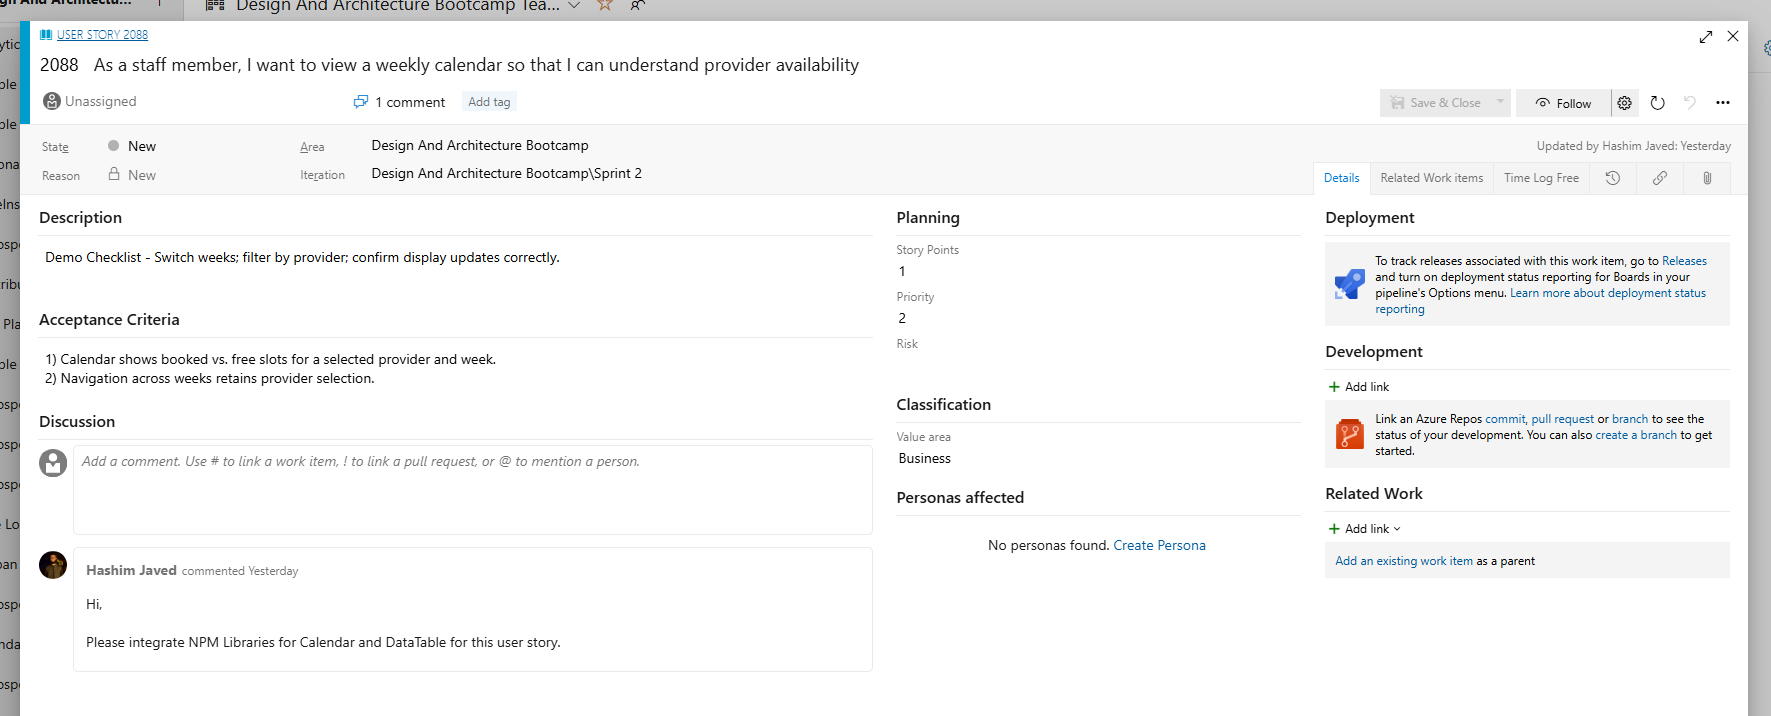 Design And Architecture Bootcamp Tea...
USER STORY 2088
2088 As a staff member, I want to view a weekly calendar so that I can understand provider availability
Unassigned
1 comment
Add tag
Save & Close
Follow
State
New
Area
Design And Architecture Bootcamp
Updated by Hashim Javed: Yesterday
Reason
New
Iteration
Design And Architecture Bootcamp\Sprint 2
Details
Related Work items
Time Log Free
Description
Demo Checklist - Switch weeks; filter by provider; confirm display updates correctly.
Acceptance Criteria
1) Calendar shows booked vs. free slots for a selected provider and week.
2) Navigation across weeks retains provider selection.
Discussion
Add a comment. Use # to link a work item, ! to link a pull request, or @ to mention a person.
Hashim Javed commented Yesterday
Hi,
Please integrate NPM Libraries for Calendar and DataTable for this user story.
Planning
Story Points
1
Priority
2
Risk
Classification
Value area
Business
Personas affected
No personas found. Create Persona
Deployment
To track releases associated with this work item, go to Releases
and turn on deployment status reporting for Boards in your
pipeline's Options menu. Learn more about deployment status
reporting
Development
Add link
Link an Azure Repos commit, pull request or branch to see the
status of your development. You can also create a branch to get
started.
Related Work
Add link
Add an existing work item as a parent